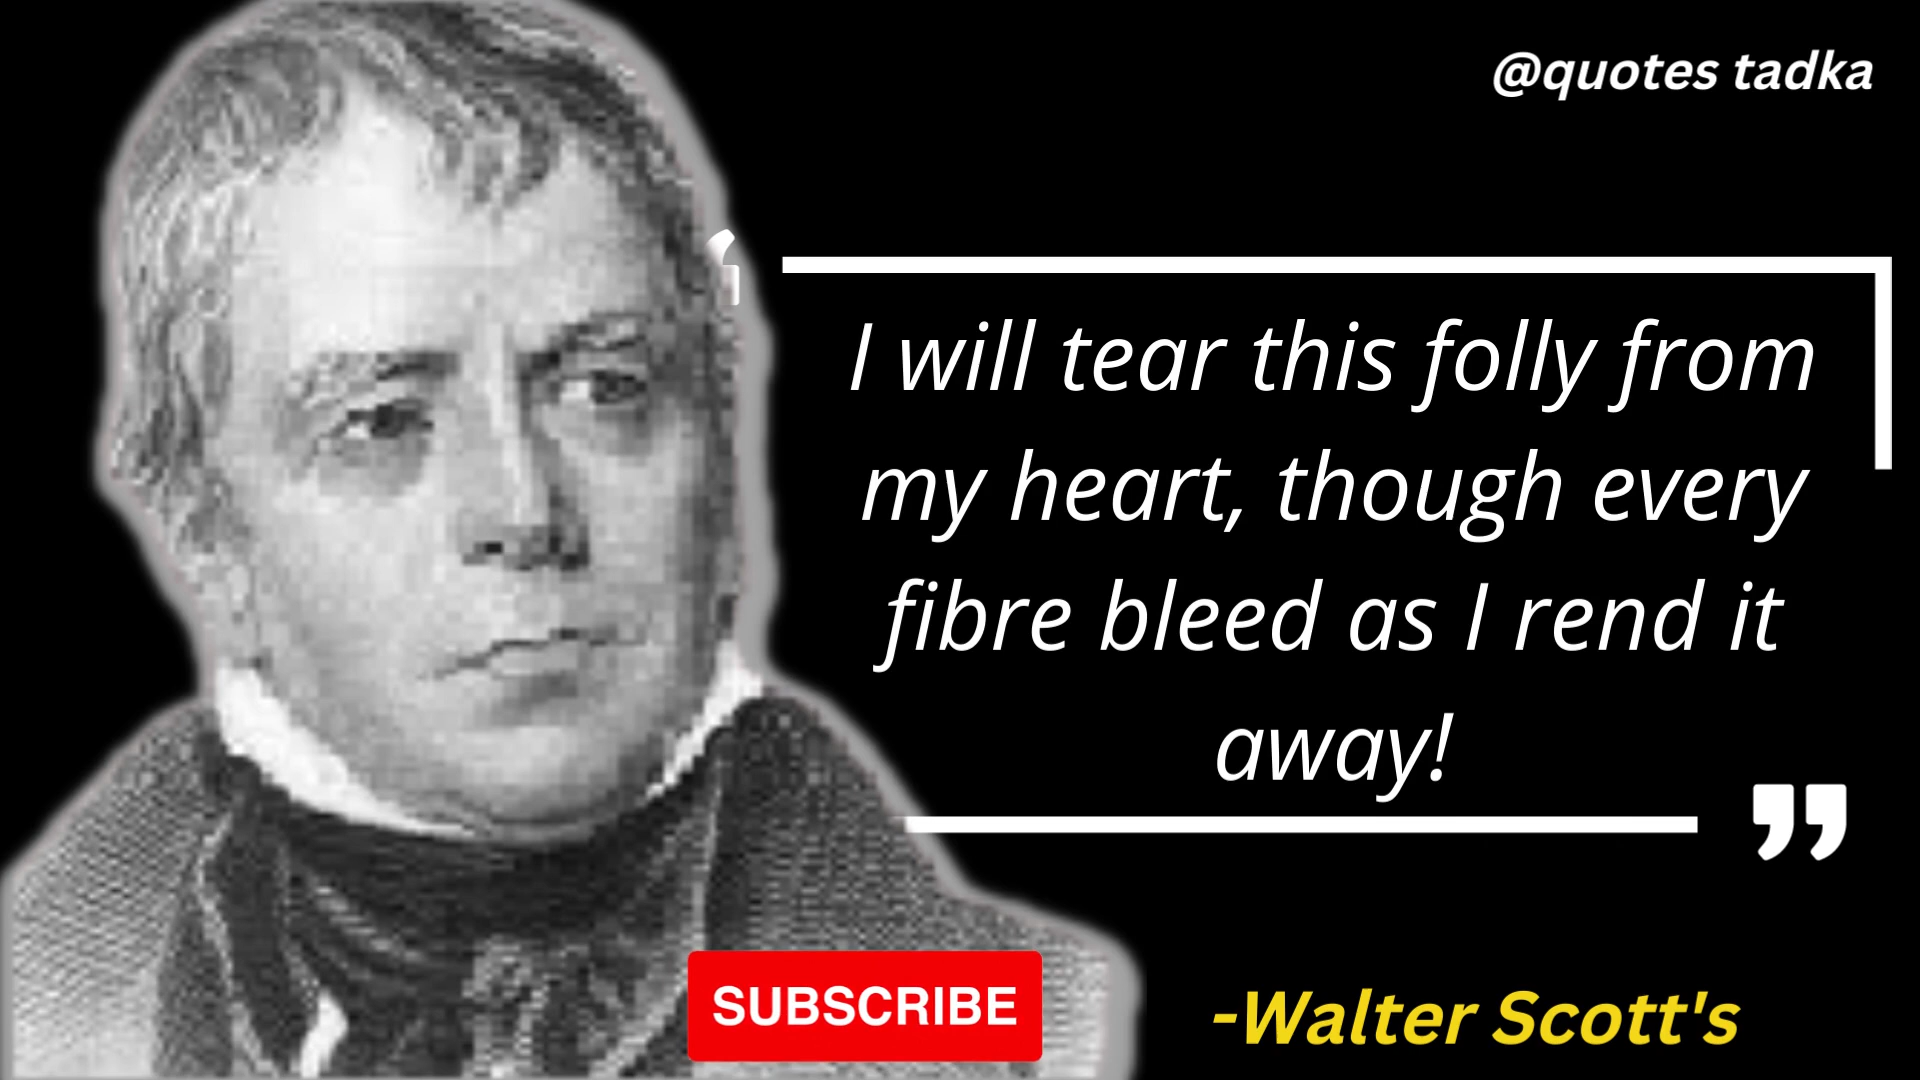 @quotes tadka
I will tear this folly from
my heart, though every
fibre bleed as I rend it
away!
”
SUBSCRIBE
-Walter Scott's